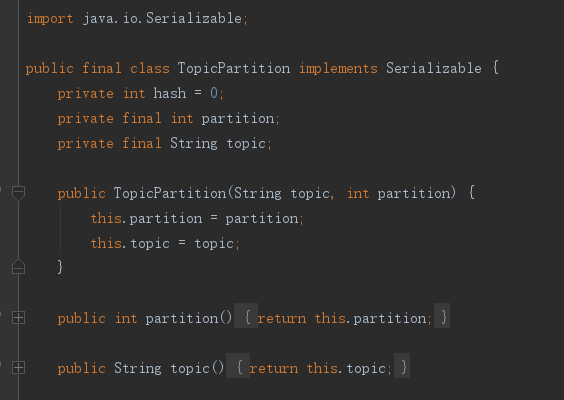 import java.io.Serializable;
public final class TopicPartition implements Serializable {
private int hash = 0;
private final int partition;
private final String topic;
public TopicPartition(String topic, int partition) {
this.partition = partition;
this.topic = topic;
}
public int partition() { return this.partition; }
public String topic() { return this.topic; }